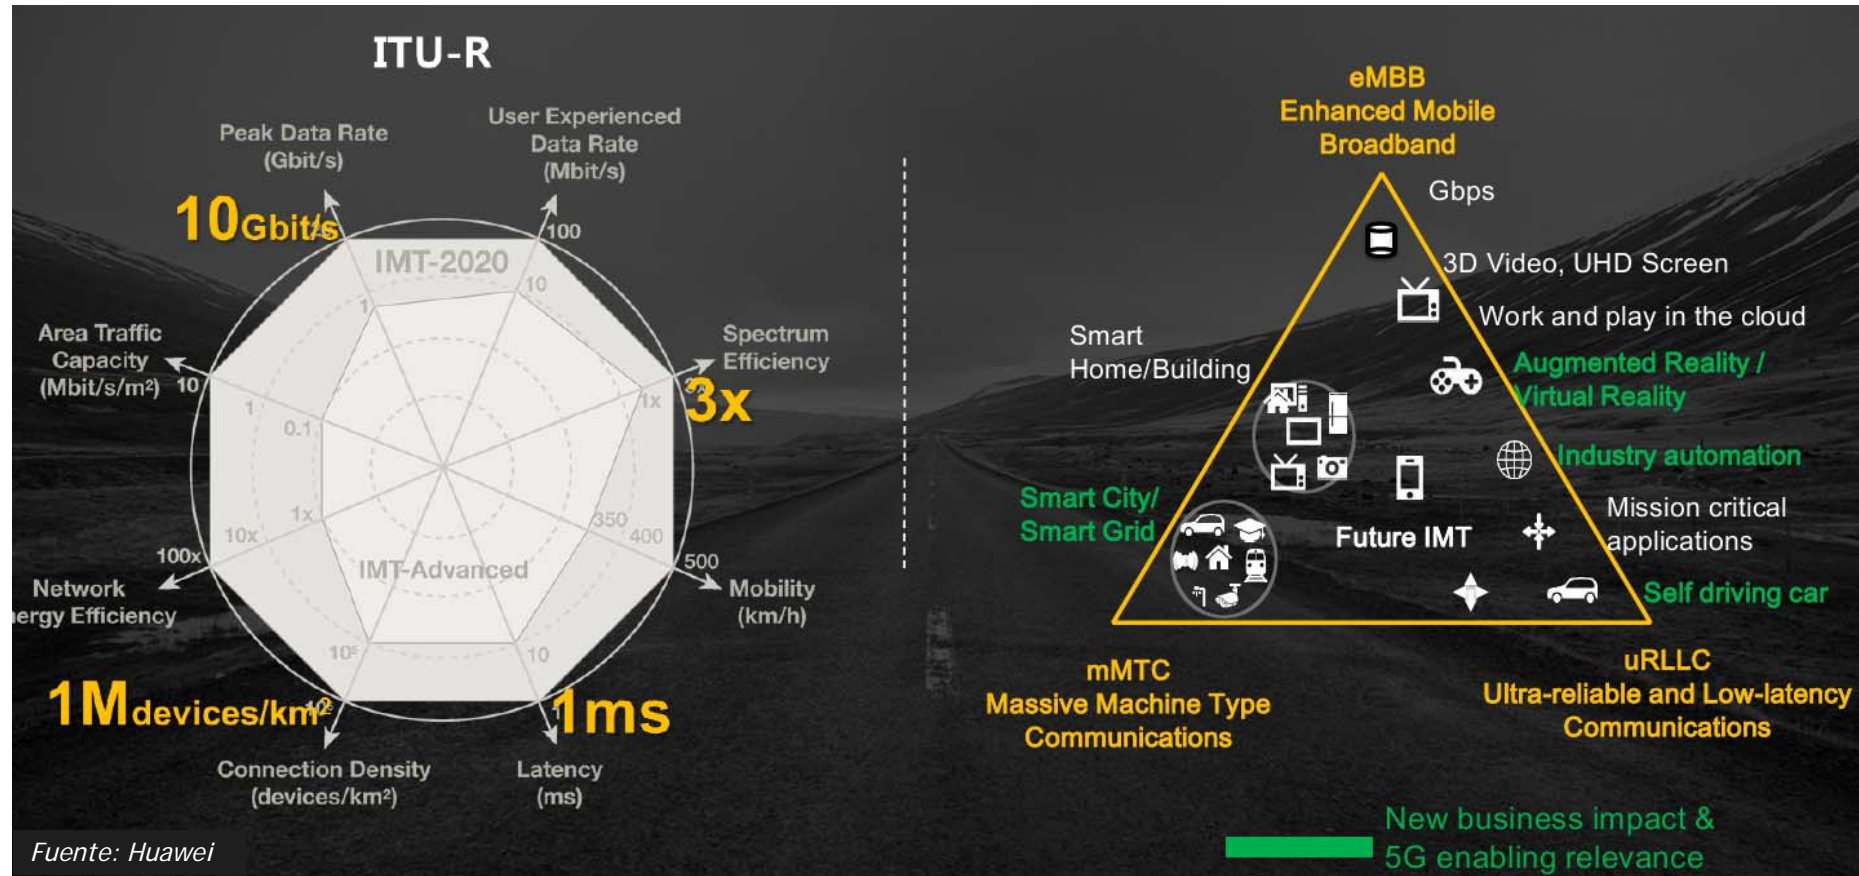 ITU-R
Peak Data Rate
(Gbit/s)
User Experienced
Data Rate
(Mbit/s)
10Gbit/s
100
IMT-2020
10
1
Area Traffic
Capacity
(Mbit/s/m²)
10
1
0.1
Spectrum
Efficiency
1x
3x
1x
10x
100x
350
400
500
Network
ergy Efficiency
IMT-Advanced
Mobility
(km/h)
10⁵
10
1Mdevices/km²
1ms
Connection Density
(devices/km²)
Latency
(ms)
Fuente: Huawei
eMBB
Enhanced Mobile
Broadband
Gbps
3D Video, UHD Screen
Work and play in the cloud
Smart
Home/Building
Augmented Reality /
Virtual Reality
Industry automation
Smart City/
Smart Grid
Mission critical
applications
Future IMT
Self driving car
mMTC
Massive Machine Type
Communications
uRLLC
Ultra-reliable and Low-latency
Communications
New business impact &
5G enabling relevance